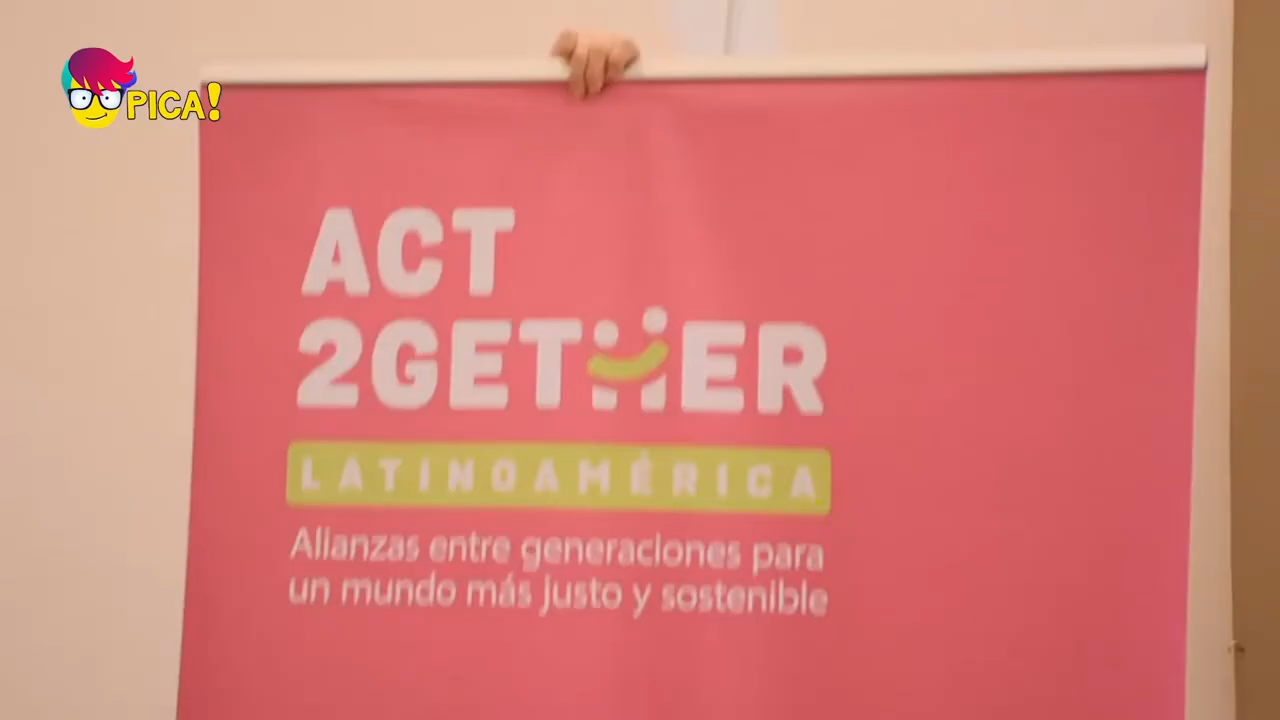 PICA!
ACT
2GETHER
LATINOAMÉRICA
Alianzas entre generaciones para
un mundo más justo y sostenible